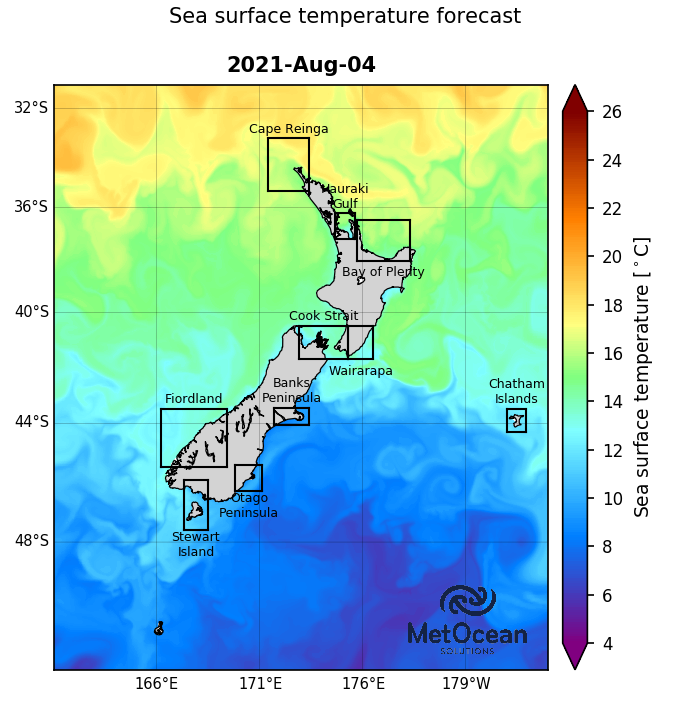 Sea surface temperature forecast
2021-Aug-04
32°S
36°S
40°S
44°S
48°S
Cape Reinga
Hauraki
Gulf
Bay of Plenty
Cook Strait
Wairarapa
Banks
Peninsula
Fiordland
Chatham
Islands
Otago
Peninsula
Stewart
Island
MetOcean
SOLUTIONS
166°E
171°E
176°E
179°W
26
24
22
20
18
16
14
12
10
8
6
4
Sea surface temperature [°C]